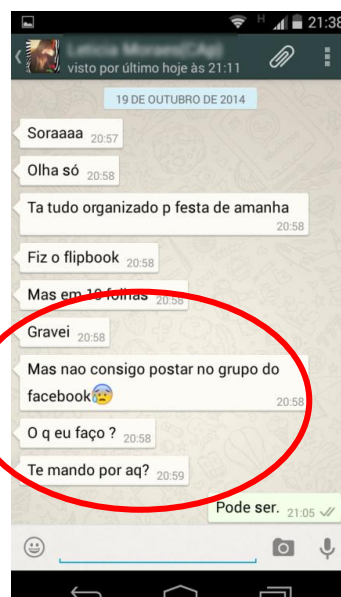 H 21:38
visto por último hoje às 21:11
19 DE OUTUBRO DE 2014
Soraaaa 20:57
Olha só 20:58
Ta tudo organizado p festa de amanha
20:58
Fiz o flipbook 20:58
Mas em 10 folhas 20:58
Gravei 20:58
Mas nao consigo postar no grupo do
facebook😰
20:58
O q eu faço ? 20:58
Te mando por aq? 20:59
Pode ser. 21:05